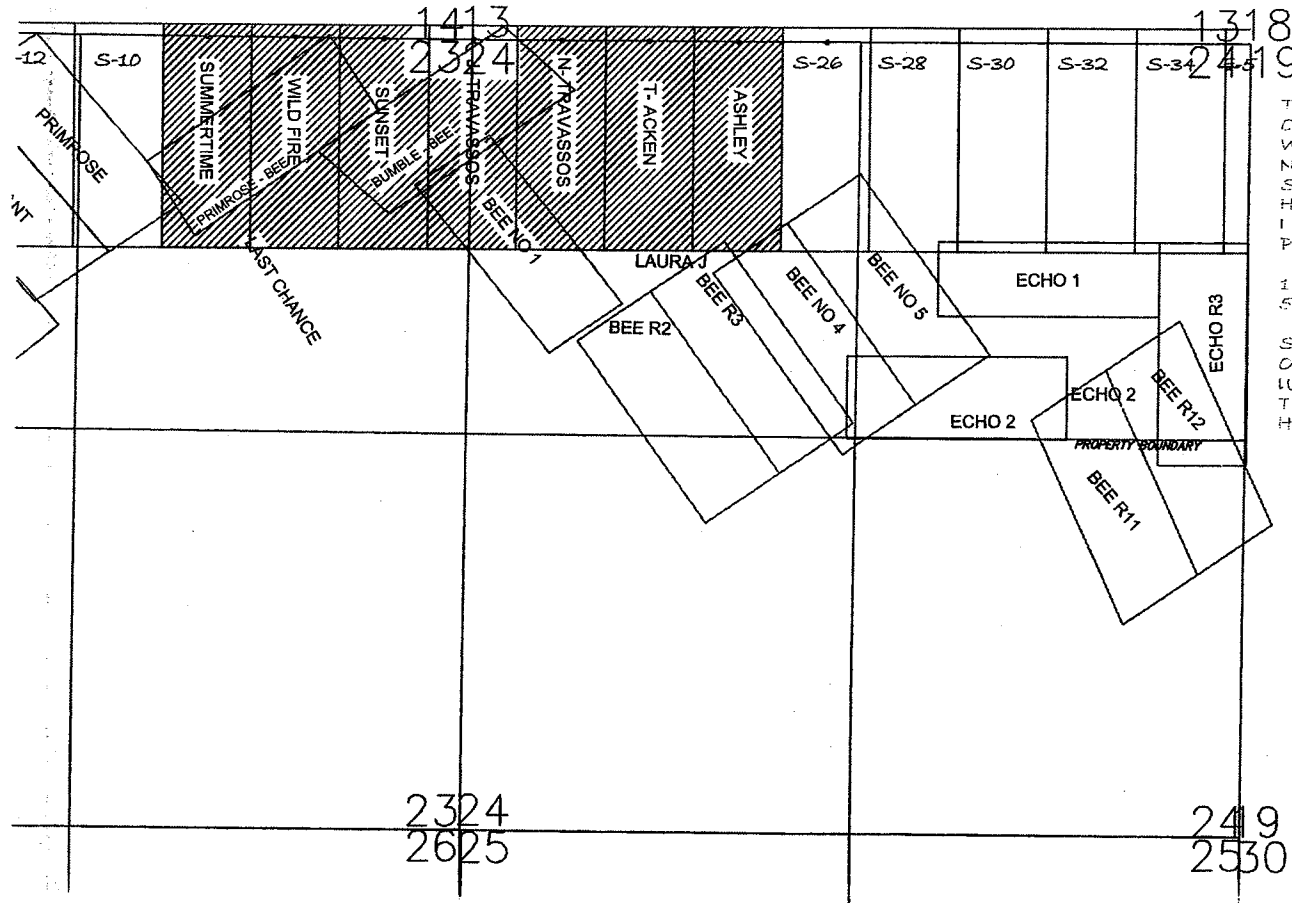 1413
1318
2324
2419
-12
S-10
SUMMERTIME
WILD FIRE
SUNSET
TRAVASSOS
N-TRAVASSOS
T-ACKEN
ASHLEY
S-26
S-28
S-30
S-32
S-34
PRIMROSE
PRIMROSE - BEE
BUMBLE - BEE
BEE NO 1
LAST CHANCE
LAURA J
BEE R2
BEE R3
BEE NO 4
BEE NO 5
ECHO 1
ECHO R3
ECHO 2
ECHO 2
BEE R12
PROPERTY BOUNDARY
BEE R11
TOWNSHIP 15 SOUTH
2324
2625
2419
2530